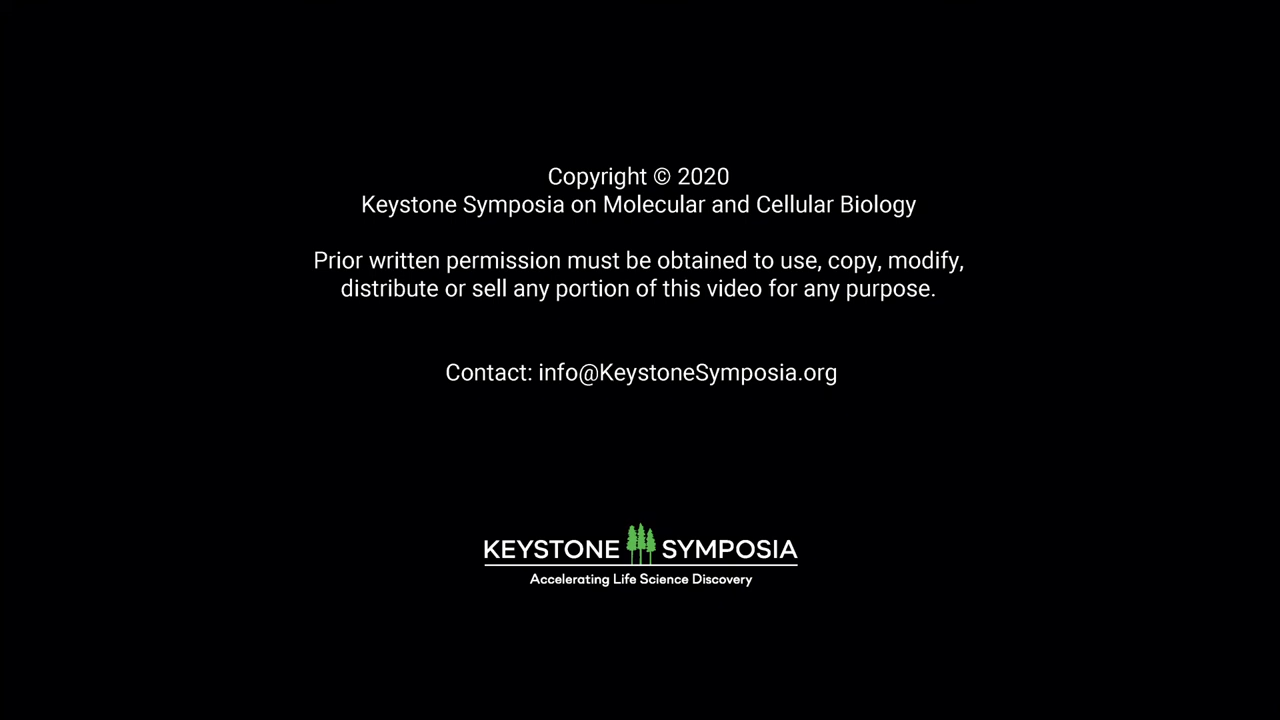 Copyright © 2020
Keystone Symposia on Molecular and Cellular Biology
Prior written permission must be obtained to use, copy, modify,
distribute or sell any portion of this video for any purpose.
Contact: info@KeystoneSymposia.org
KEYSTONE SYMPOSIA
Accelerating Life Science Discovery